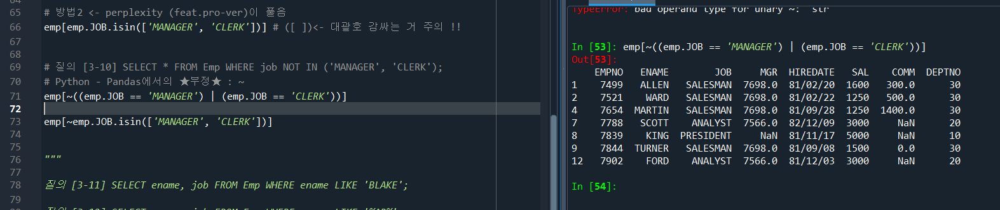 65 # 방법2 <- perplexity (feat.pro-ver)이 풀음
66 emp[emp.JOB.isin(['MANAGER', 'CLERK'])] # ([ ])<- 대괄호 감싸는 거 주의 !!
67
68
69 # 질의 [3-10] SELECT * FROM Emp WHERE job NOT IN ('MANAGER', 'CLERK');
70 # Python - Pandas에서의 ★부정★ : ~
71 emp[~((emp.JOB == 'MANAGER') | (emp.JOB == 'CLERK'))]
72
73 emp[~emp.JOB.isin(['MANAGER', 'CLERK'])]
74
75
76 """
77
78 질의 [3-11] SELECT ename, job FROM Emp WHERE ename LIKE 'BLAKE';
79
TypeError: bad operand type for unary ~: 'str'
In [53]: emp[~((emp.JOB == 'MANAGER') | (emp.JOB == 'CLERK'))]
Out[53]:
EMPNO ENAME JOB MGR HIREDATE SAL COMM DEPTNO
1 7499 ALLEN SALESMAN 7698.0 81/02/20 1600 300.0 30
2 7521 WARD SALESMAN 7698.0 81/02/22 1250 500.0 30
4 7654 MARTIN SALESMAN 7698.0 81/09/28 1250 1400.0 30
7 7788 SCOTT ANALYST 7566.0 82/12/09 3000 NaN 20
8 7839 KING PRESIDENT NaN 81/11/17 5000 NaN 10
9 7844 TURNER SALESMAN 7698.0 81/09/08 1500 0.0 30
12 7902 FORD ANALYST 7566.0 81/12/03 3000 NaN 20
In [54]: